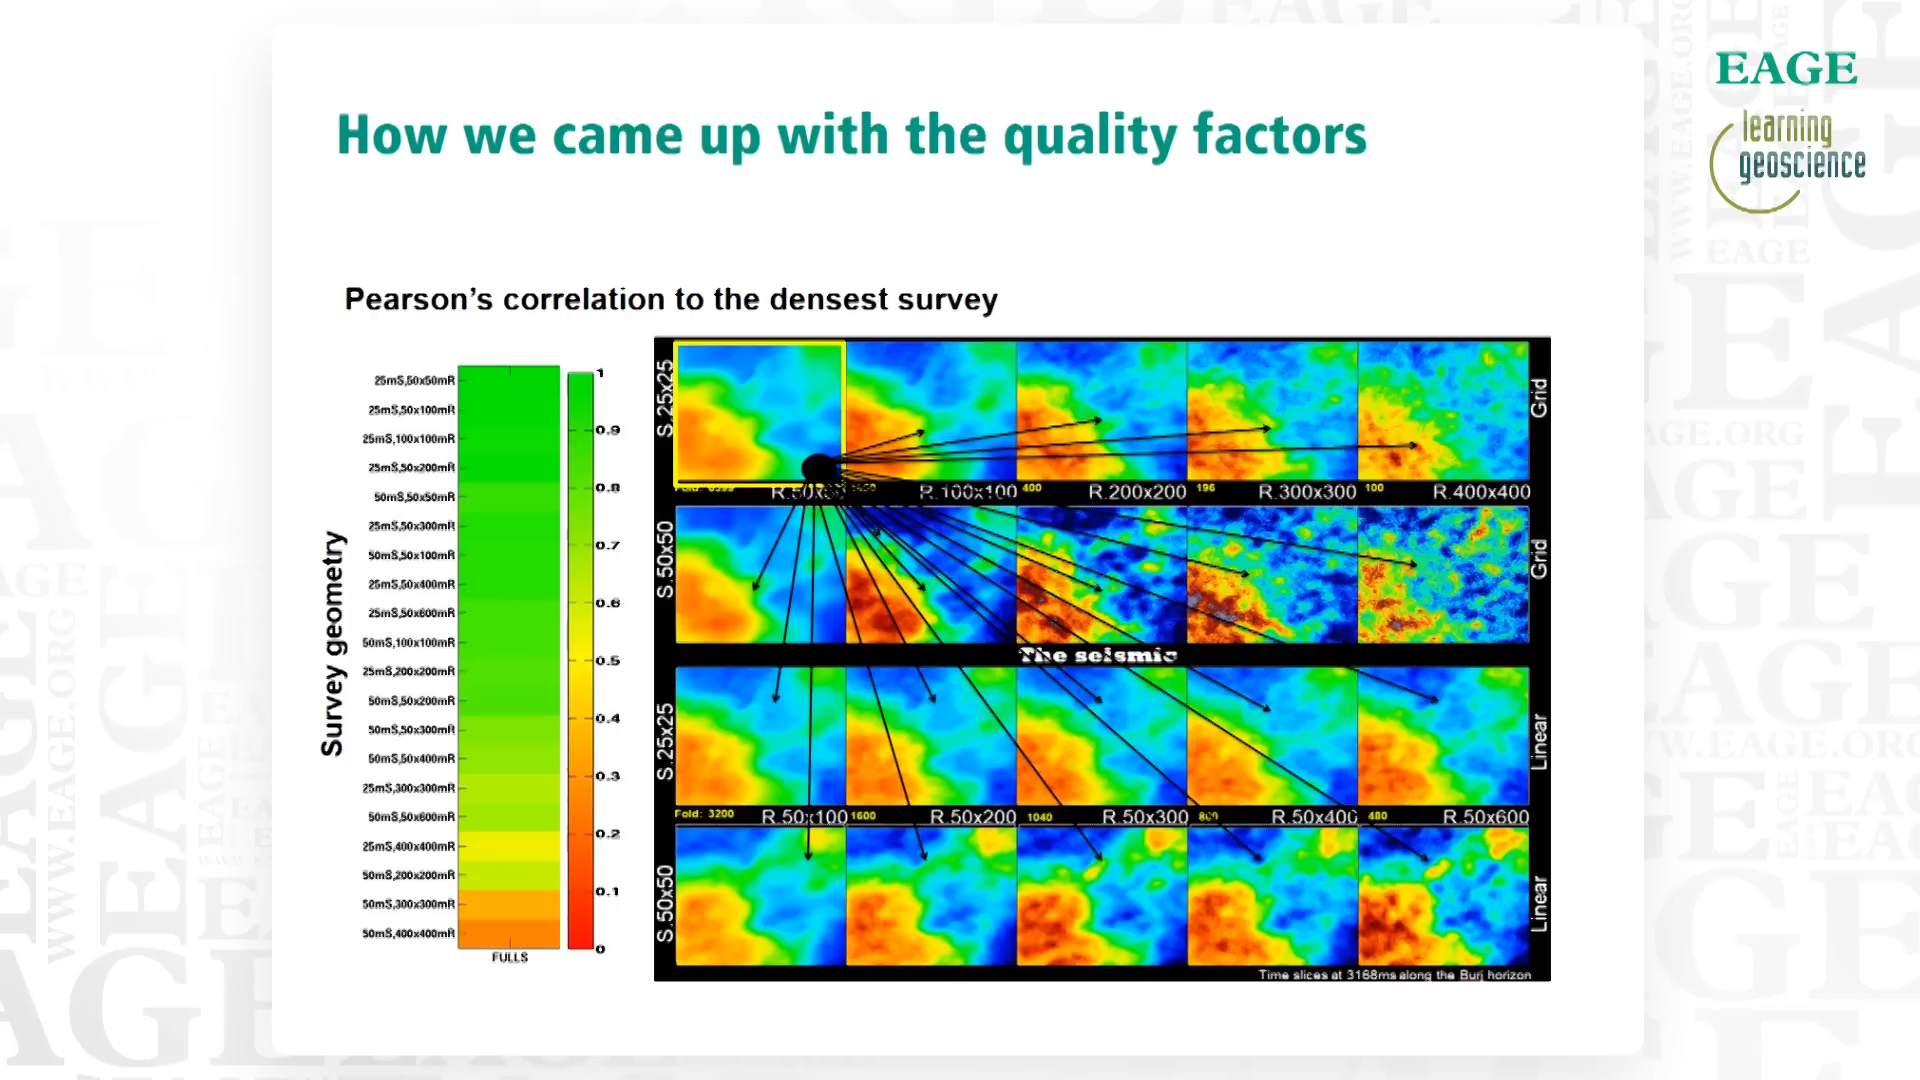 How we came up with the quality factors
EAGE
learning
geoscience
Pearson's correlation to the densest survey
Survey geometry
25mS,50x50mR
25mS,50x100mR
25mS,100x100mR
25mS,50x200mR
50mS,50x50mR
25mS,50x300mR
50mS,50x100mR
25mS,50x400mR
25mS,50x600mR
50mS,100x100mR
25mS,200x200mR
50mS,50x200mR
50mS,50x300mR
50mS,50x400mR
25mS,300x300mR
50mS,50x600mR
25mS,400x400mR
50mS,200x200mR
50mS,300x300mR
50mS,400x400mR
FULLS
1
0.9
0.8
0.7
0.6
0.5
0.4
0.3
0.2
0.1
0
S.25x25
Grid
R.100x100
400
R.200x200
196
R.300x300
100
R.400x400
S.50x50
Grid
The seismic
S.25x25
Linear
Fold: 3200
R.50x100
1600
R.50x200
1040
R.50x300
R.50x400
480
R.50x600
S.50x50
Linear
Time slices at 3168ms along the Burj horizon